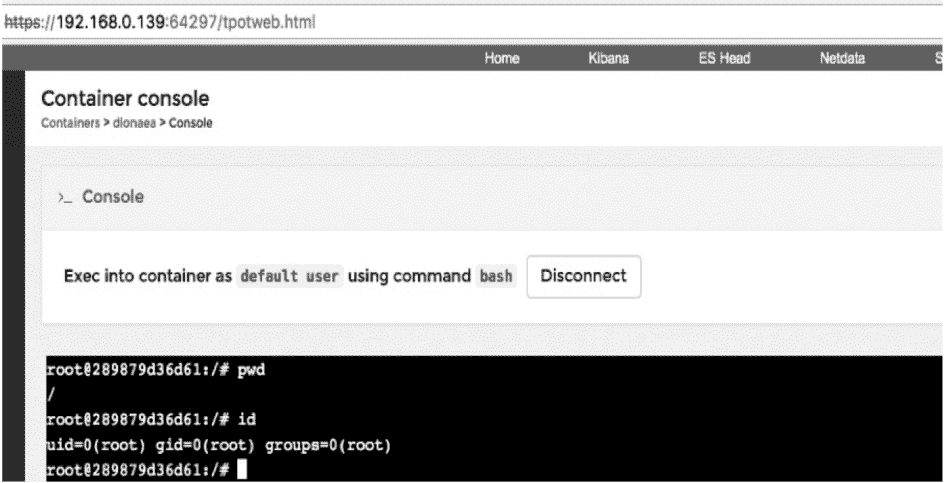 https://192.168.0.139:64297/tpotweb.html
Home Kibana ES Head Netdata S
Container console
Containers > dionaea > Console
>_ Console
Exec into container as default user using command bash Disconnect
root@289879d36d61:/# pwd
/
root@289879d36d61:/# id
uid=0(root) gid=0(root) groups=0(root)
root@289879d36d61:/#